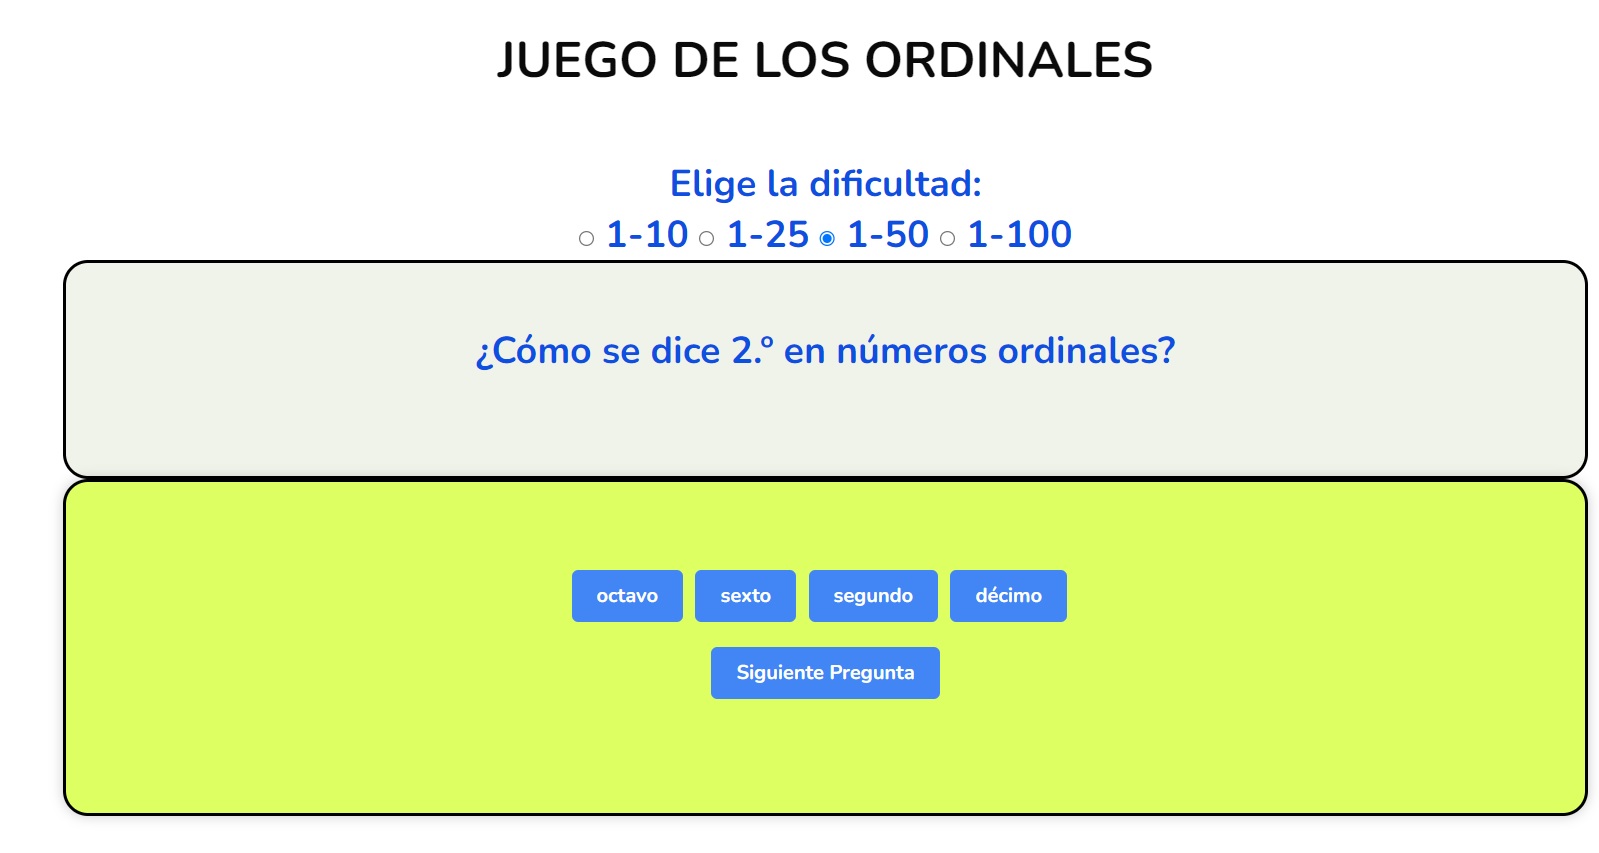 JUEGO DE LOS ORDINALES
Elige la dificultad:
1-10 1-25 1-50 1-100
¿Cómo se dice 2.º en números ordinales?
octavo sexto segundo décimo
Siguiente Pregunta